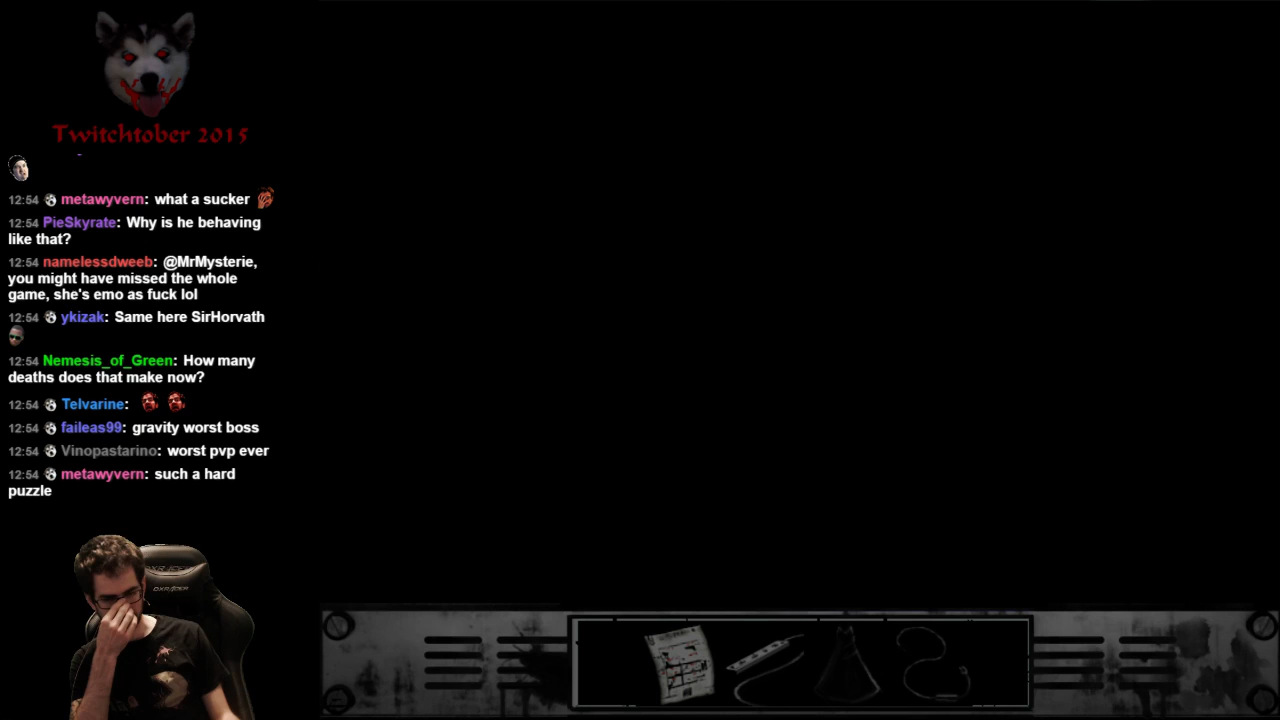 Twitchtober 2015
12:54 metawyvern: what a sucker
12:54 PieSkyrate: Why is he behaving
like that?
12:54 namelessdweeb: @MrMysterie,
you might have missed the whole
game, she's emo as fuck lol
12:54 ykizak: Same here SirHorvath
12:54 Nemesis_of_Green: How many
deaths does that make now?
12:54 Telvarine:
12:54 faileas99: gravity worst boss
12:54 Vinopastarino: worst pvp ever
12:54 metawyvern: such a hard
puzzle
DXRACER
DXRACER